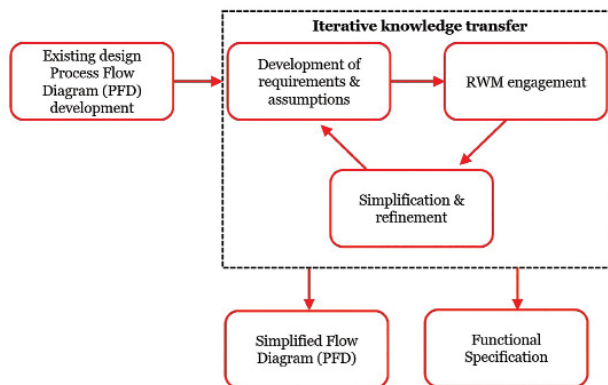 Iterative knowledge transfer
Existing design
Process Flow
Diagram (PFD)
development
Development of
requirements &
assumptions
RWM engagement
Simplification &
refinement
Simplified Flow
Diagram (PFD)
Functional
Specification